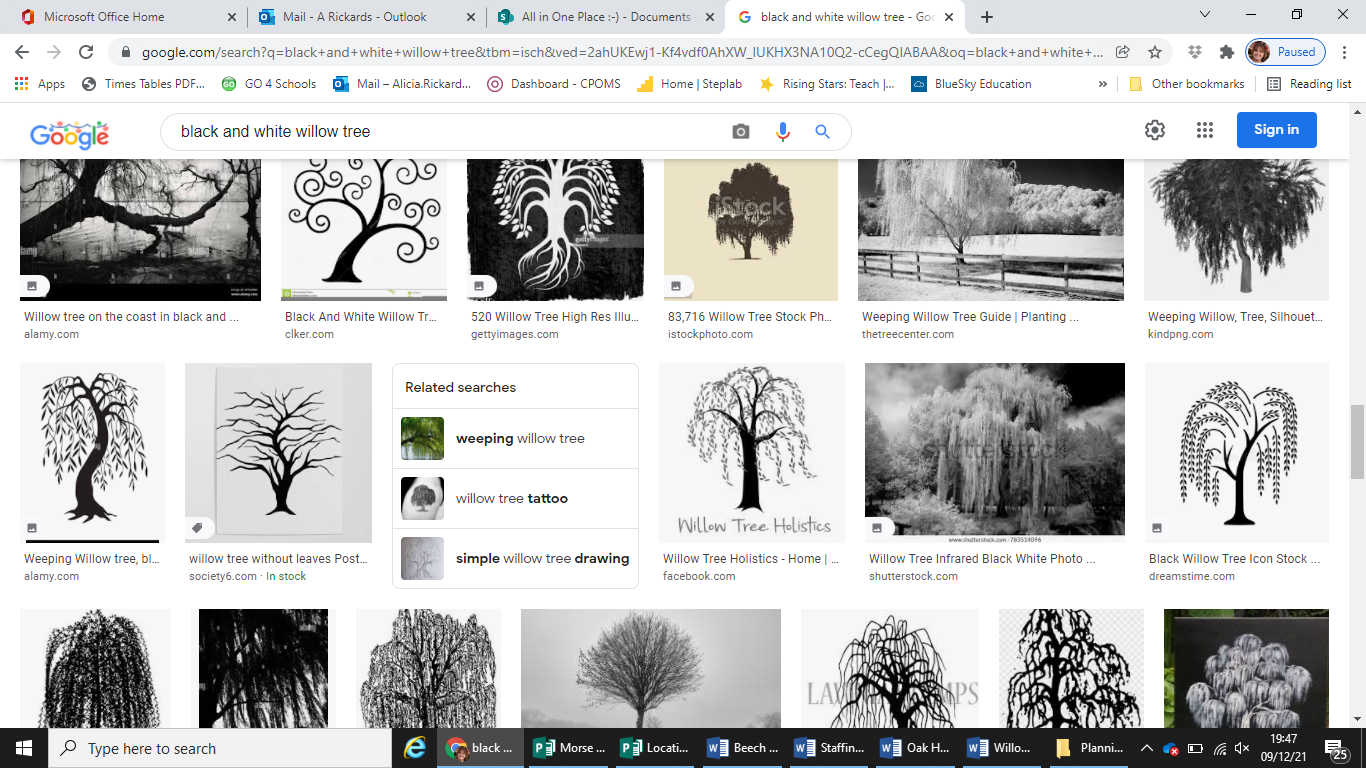 Microsoft Office Home
Mail - A Rickards - Outlook
All in One Place :-) - Documents
black and white willow tree - Goo
google.com/search?q=black+and+white+willow+tree&tbm=isch&ved=2ahUKEwj1-Kf4vdf0AhXW_IUKHX3NA10Q2-cCegQIABAA&oq=black+and+white+...
Paused
Apps
Times Tables PDF...
GO 4 Schools
Mail – Alicia.Rickard...
Dashboard - CPOMS
Home | Steplab
Rising Stars: Teach |...
BlueSky Education
»
Other bookmarks
Reading list
Google
black and white willow tree
Sign in
iStock
gettyimages
Willow tree on the coast in black and ...
alamy.com
Black And White Willow Tr...
clker.com
520 Willow Tree High Res Illu...
gettyimages.com
83,716 Willow Tree Stock Ph...
istockphoto.com
Weeping Willow Tree Guide | Planting ...
thetreecenter.com
Weeping Willow, Tree, Silhouet...
kindpng.com
Related searches
weeping willow tree
willow tree tattoo
simple willow tree drawing
Willow Tree Holistics
shutterstock
www.shutterstock.com · 783514096
Weeping Willow tree, bl...
alamy.com
willow tree without leaves Post...
society6.com · In stock
Willow Tree Holistics - Home | ...
facebook.com
Willow Tree Infrared Black White Photo ...
shutterstock.com
Black Willow Tree Icon Stock ...
dreamstime.com
Type here to search
black ...
Morse ...
Locati...
Beech ...
Staffin...
Oak H...
Willo...
Planni...
19:47
09/12/21
25